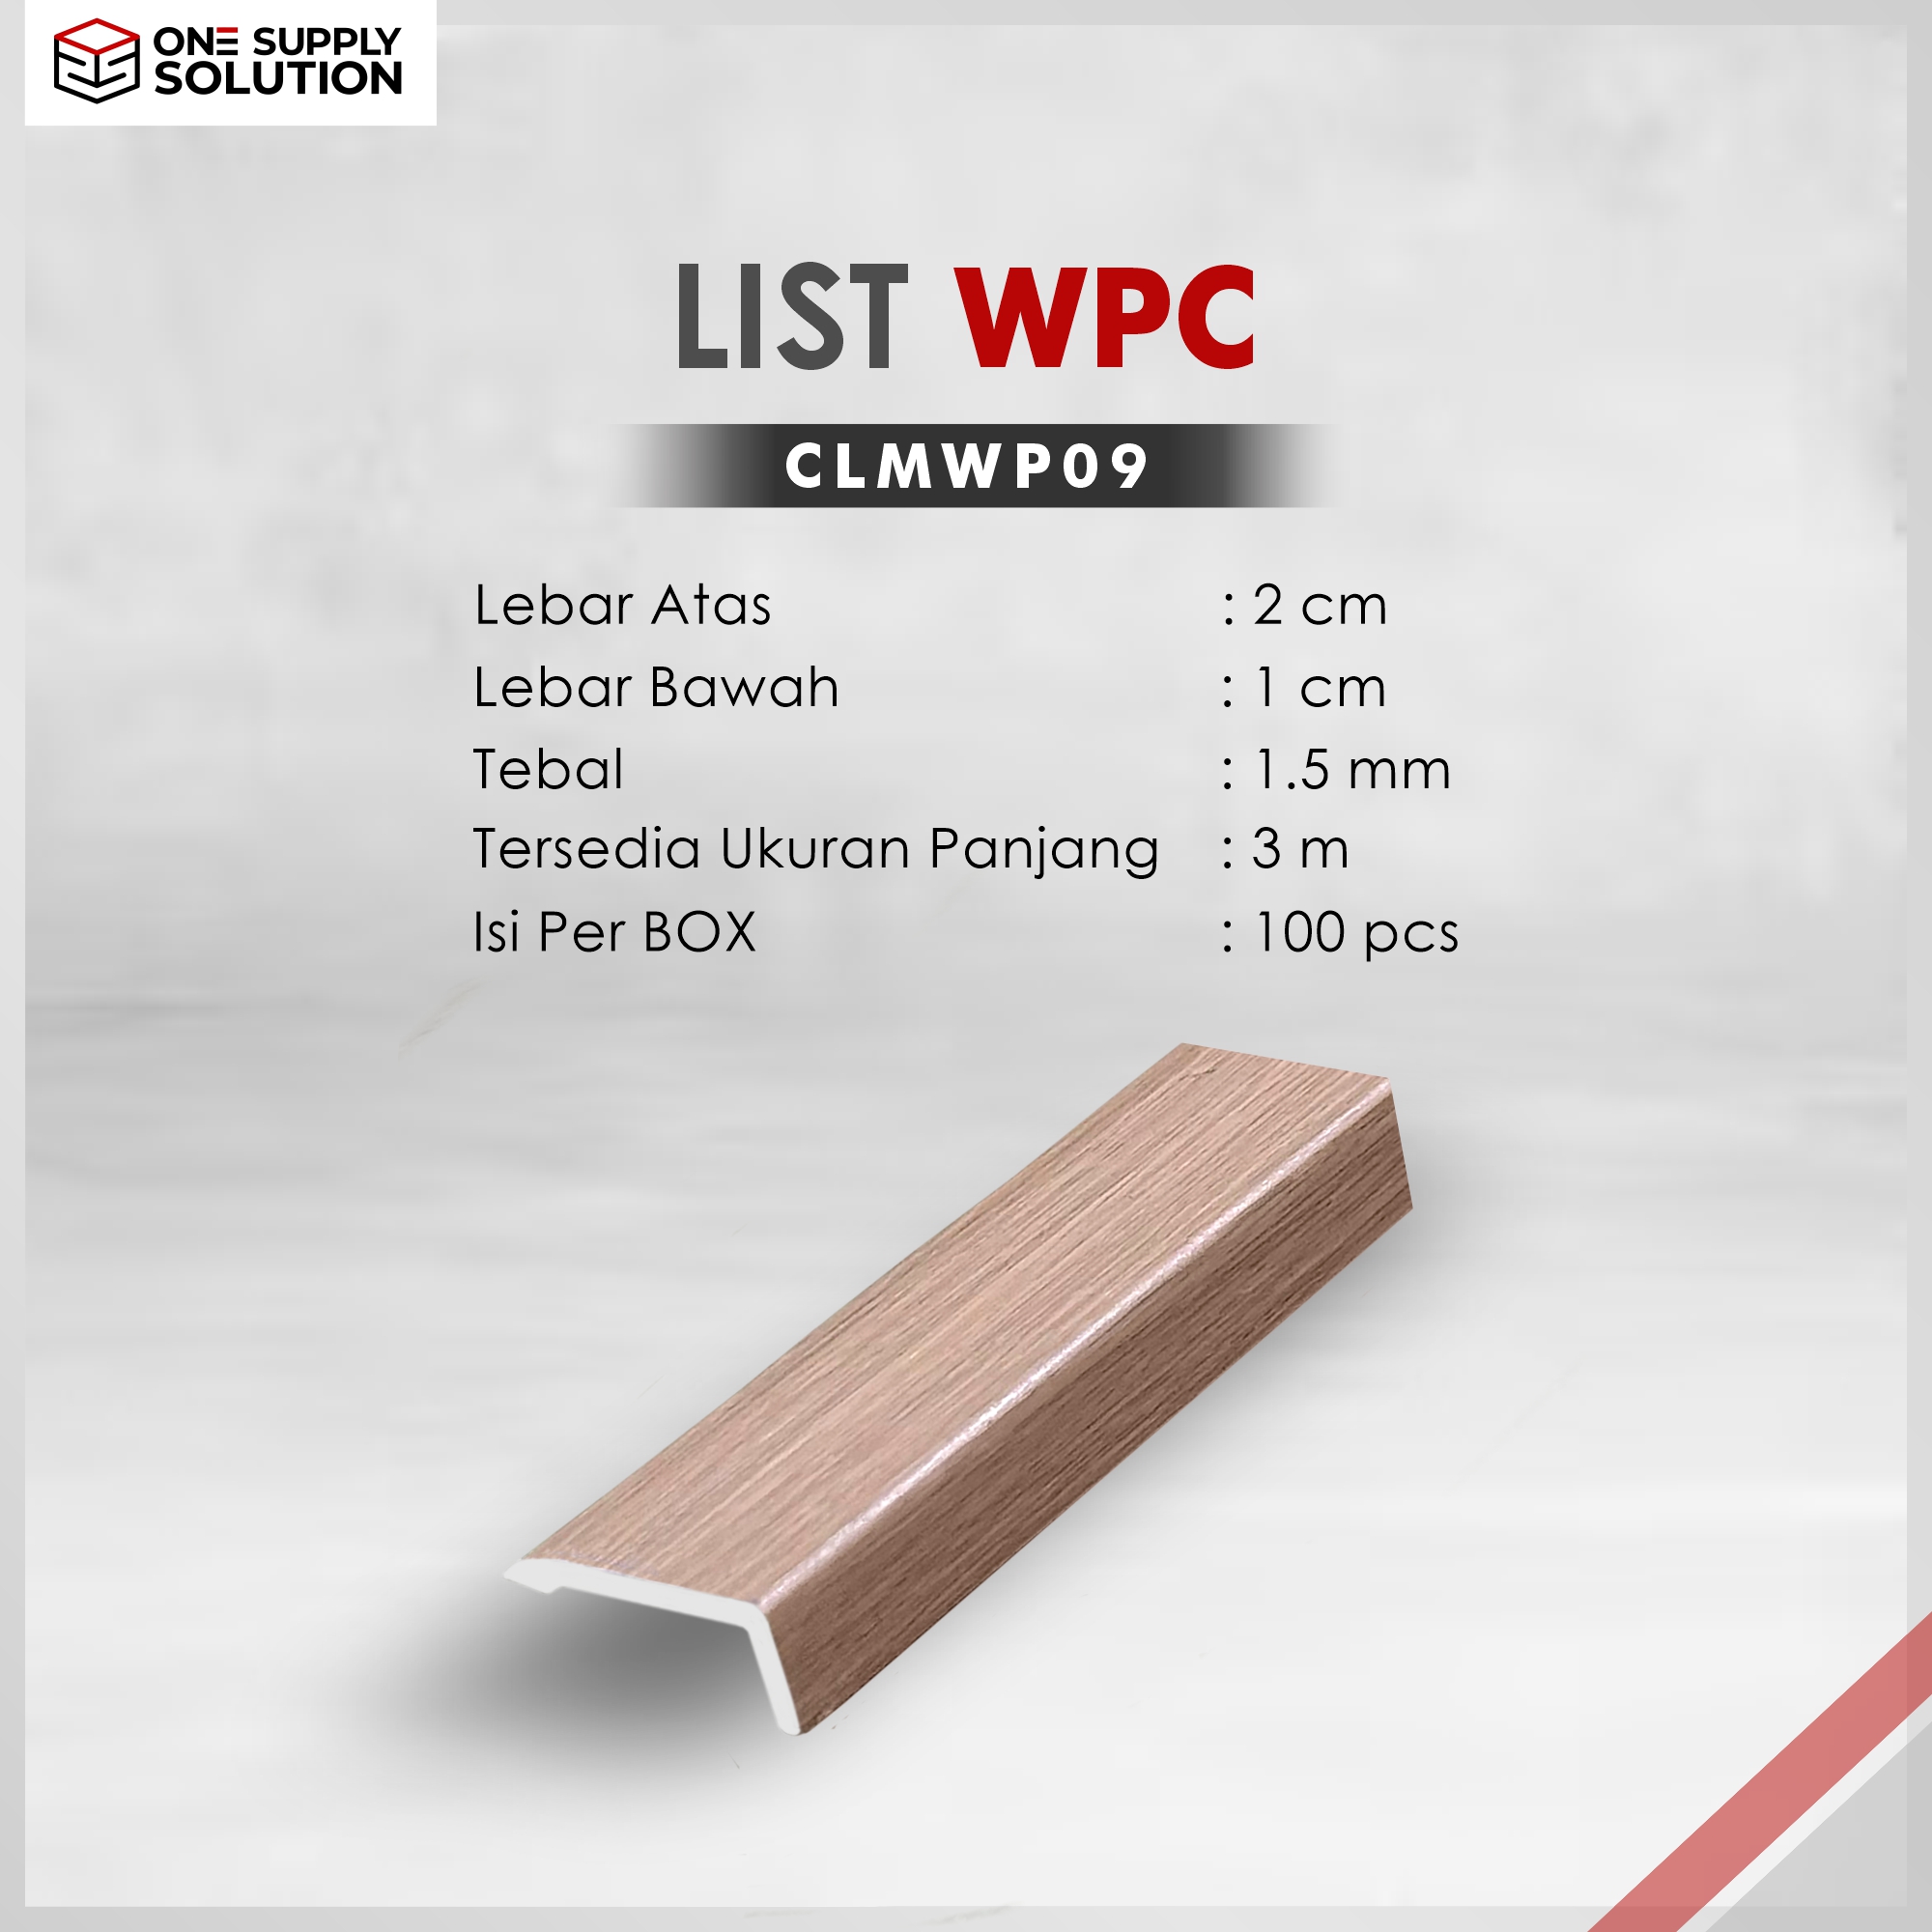 ONE SUPPLY
SOLUTION
LIST WPC
CLMWP09
Lebar Atas : 2 cm
Lebar Bawah : 1 cm
Tebal : 1.5 mm
Tersedia Ukuran Panjang : 3 m
Isi Per BOX : 100 pcs